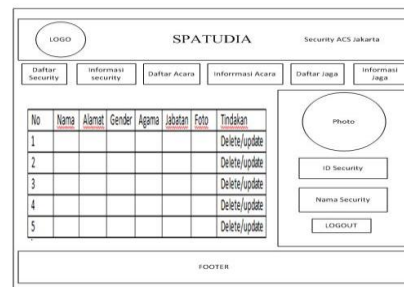 LOGO
SPATUDIA
Security ACS Jakarta
Daftar Security
Informasi security
Daftar Acara
Inforrmasi Acara
Daftar Jaga
Informasi Jaga
No Nama Alamat Gender Agama Jabatan Foto Tindakan
1 Delete/update
2 Delete/update
3 Delete/update
4 Delete/update
5 Delete/update
Photo
ID Security
Nama Security
LOGOUT
FOOTER